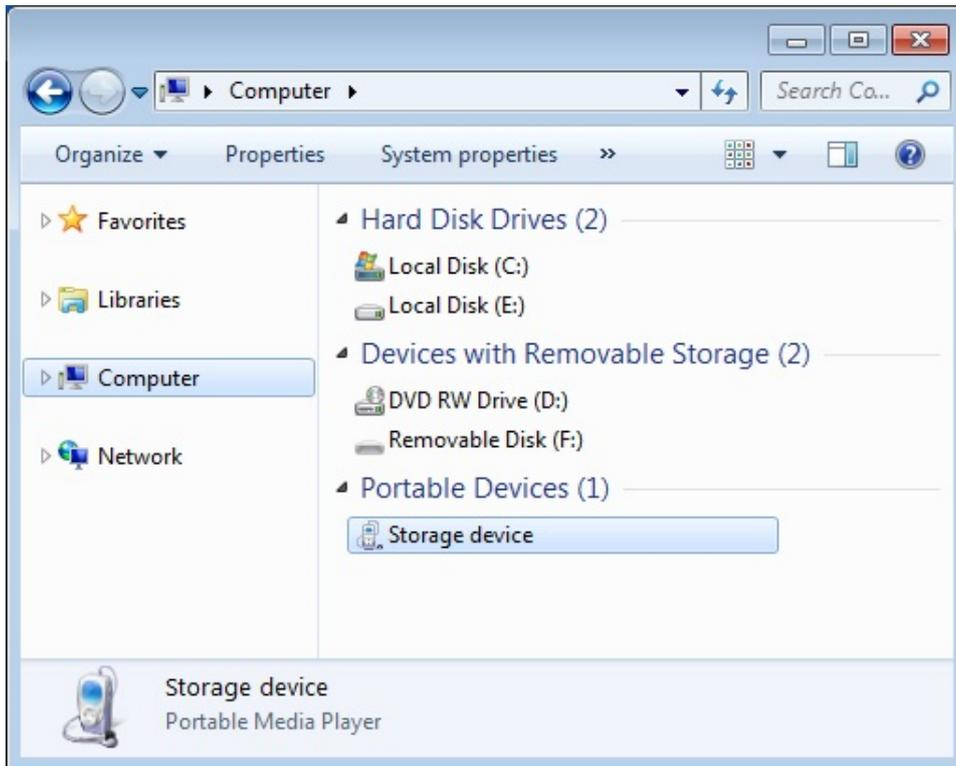 Computer
Search Co...
Organize Properties System properties »
Favorites
Libraries
Computer
Network
Hard Disk Drives (2)
Local Disk (C:)
Local Disk (E:)
Devices with Removable Storage (2)
DVD RW Drive (D:)
Removable Disk (F:)
Portable Devices (1)
Storage device
Storage device
Portable Media Player